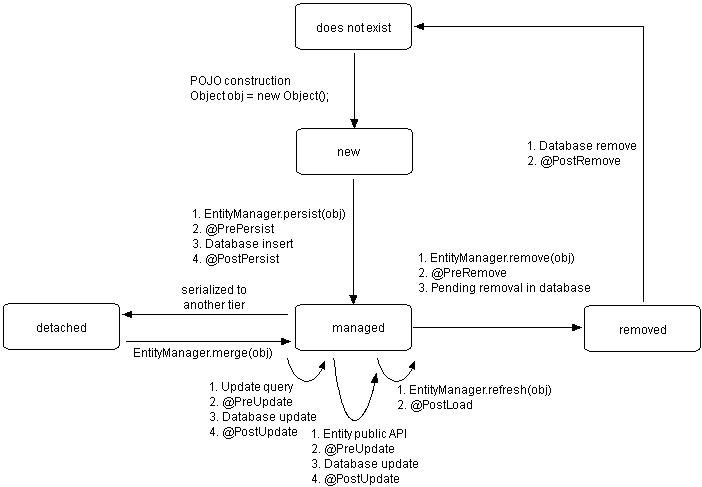 does not exist
POJO construction
Object obj = new Object();
new
1. Database remove
2. @PostRemove
1. EntityManager.persist(obj)
2. @PrePersist
3. Database insert
4. @PostPersist
1. EntityManager.remove(obj)
2. @PreRemove
3. Pending removal in database
serialized to
another tier
detached
managed
removed
EntityManager.merge(obj)
1. Update query
2. @PreUpdate
3. Database update
4. @PostUpdate
1. EntityManager.refresh(obj)
2. @PostLoad
1. Entity public API
2. @PreUpdate
3. Database update
4. @PostUpdate